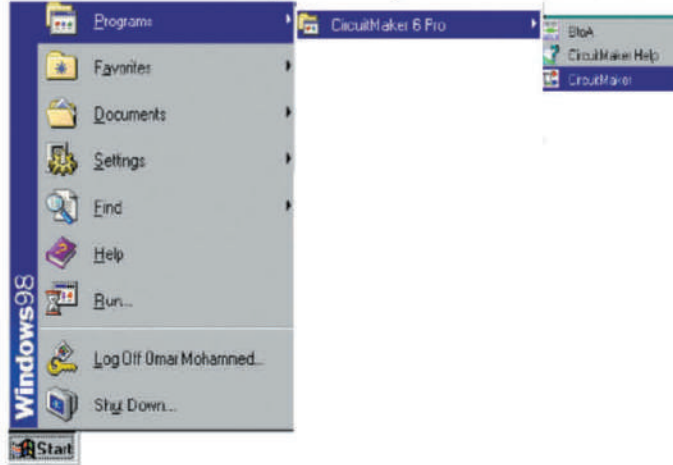 Programs
CircuitMaker 6 Pro
BtoA
CircuitMaker Help
CircuitMaker
Favorites
Documents
Settings
Find
Help
Run...
Log Off Omar Mohammed...
Shut Down...
Windows98
Start